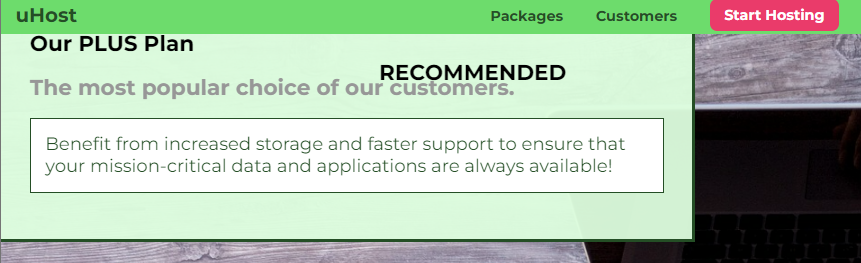 uHost
Packages
Customers
Start Hosting
Our PLUS Plan
RECOMMENDED
The most popular choice of our customers.
Benefit from increased storage and faster support to ensure that
your mission-critical data and applications are always available!